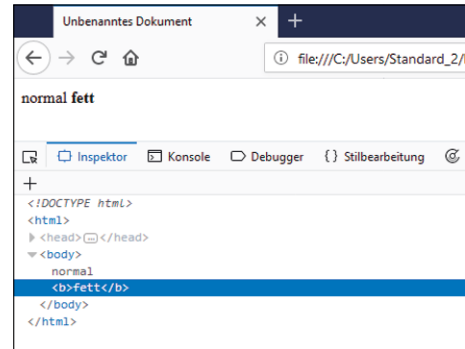 Unbenanntes Dokument
file:///C:/Users/Standard_2/
normal fett
Inspektor Konsole Debugger {} Stilbearbeitung
<!DOCTYPE html>
<html>
<head>…</head>
<body>
normal
<b>fett</b>
</body>
</html>